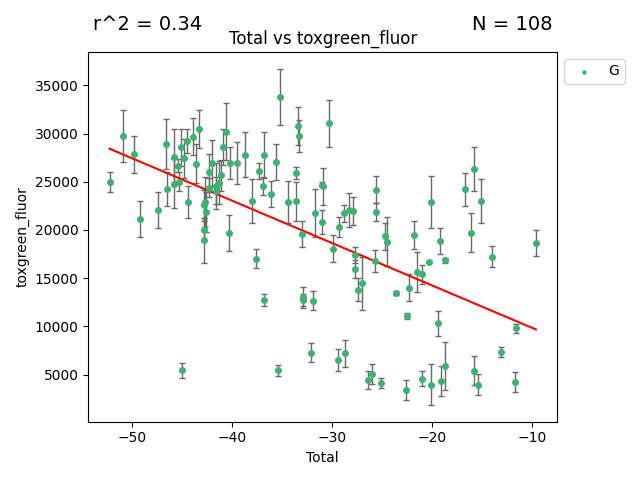 r^2 = 0.34
N = 108
Total vs toxgreen_fluor
G
35000
30000
25000
20000
15000
10000
5000
toxgreen_fluor
−50
−40
−30
−20
−10
Total